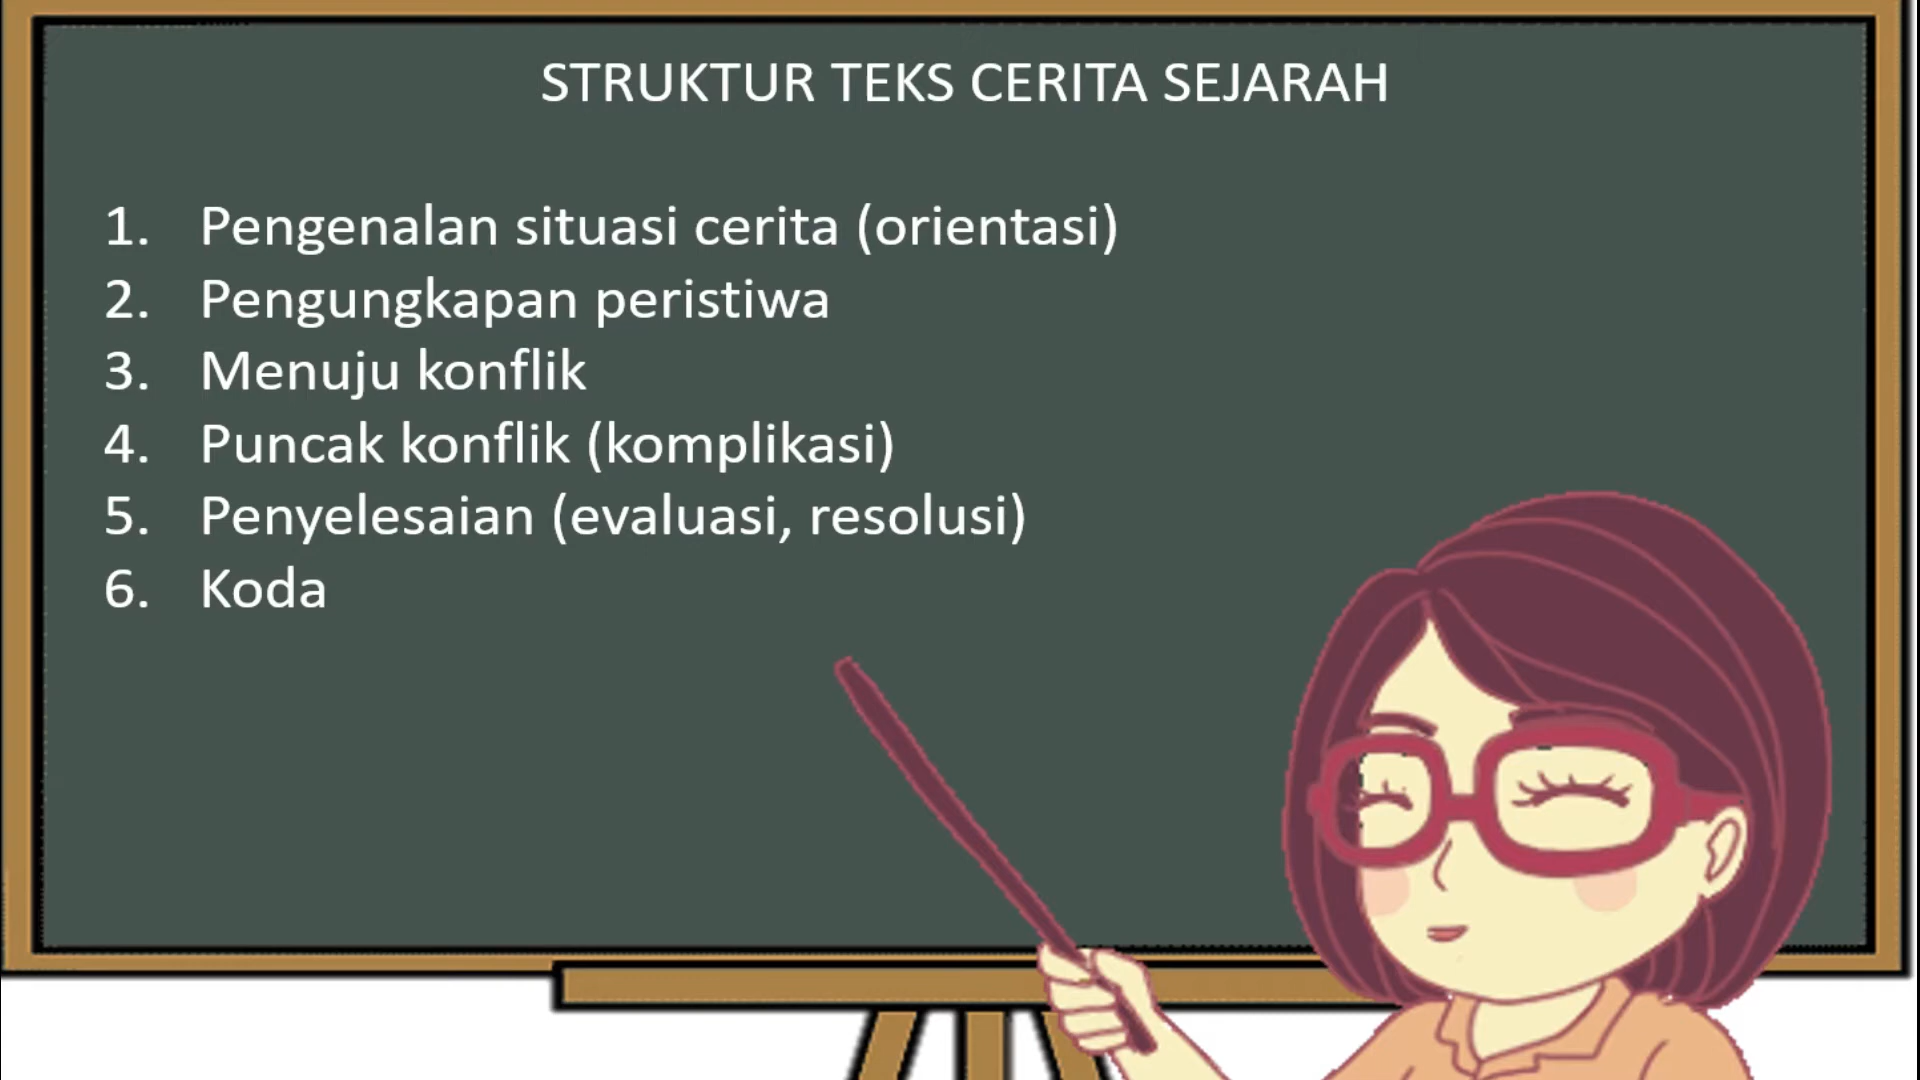 STRUKTUR TEKS CERITA SEJARAH
1. Pengenalan situasi cerita (orientasi)
2. Pengungkapan peristiwa
3. Menuju konflik
4. Puncak konflik (komplikasi)
5. Penyelesaian (evaluasi, resolusi)
6. Koda